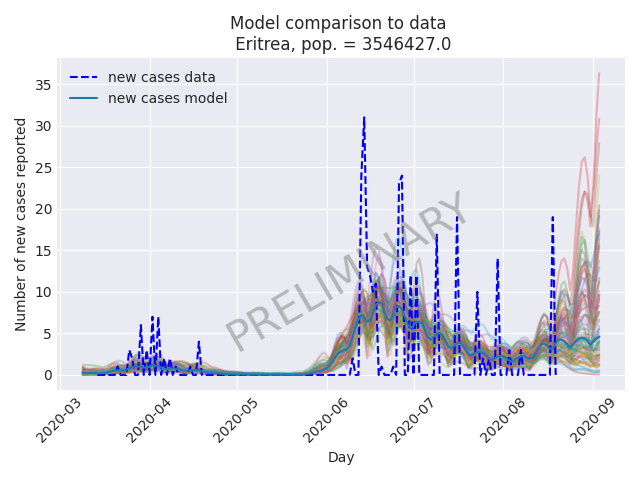 Model comparison to data
Eritrea, pop. = 3546427.0
new cases data
new cases model
PRELIMINARY
Number of new cases reported
35
30
25
20
15
10
5
0
2020-03
2020-04
2020-05
2020-06
2020-07
2020-08
2020-09
Day